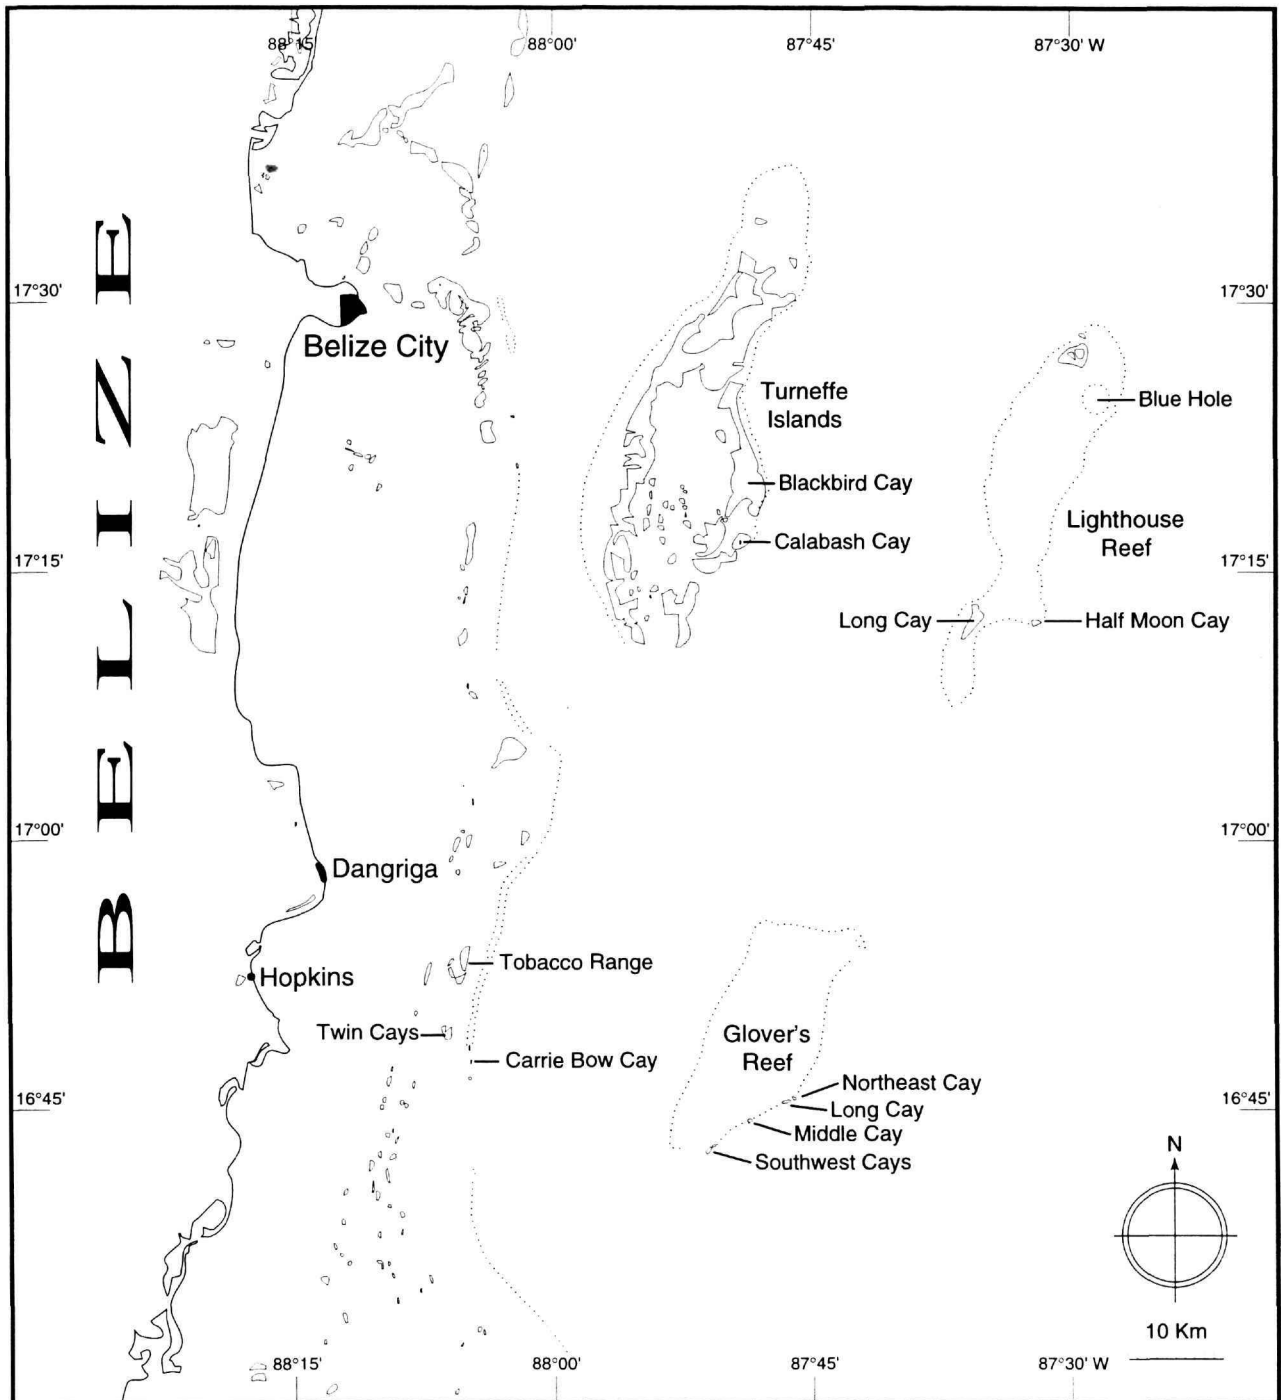 88°15'
88°00'
87°45'
87°30' W
BELIZE
17°30'
17°30'
Belize City
Turneffe
Islands
Blue Hole
Blackbird Cay
Lighthouse
Reef
Calabash Cay
17°15'
17°15'
Long Cay
Half Moon Cay
17°00'
17°00'
Dangriga
Tobacco Range
Hopkins
Twin Cays
Glover's
Reef
Carrie Bow Cay
Northeast Cay
16°45'
16°45'
Long Cay
Middle Cay
Southwest Cays
N
10 Km
88°15'
88°00'
87°45'
87°30' W